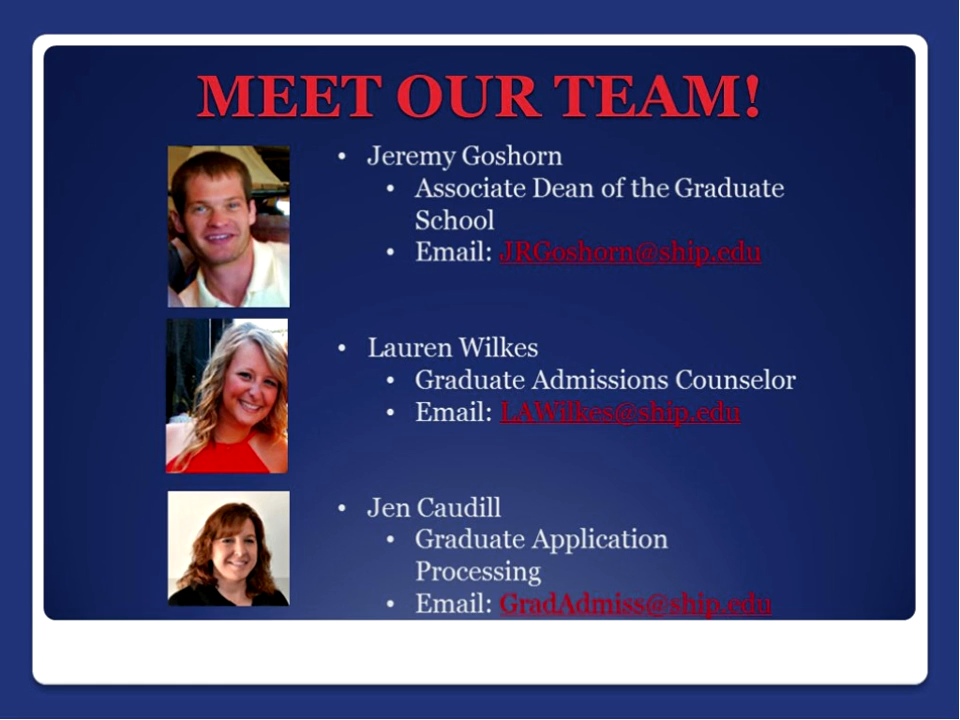 MEET OUR TEAM!
• Jeremy Goshorn
• Associate Dean of the Graduate
School
• Email: JRGoshorn@ship.edu
• Lauren Wilkes
• Graduate Admissions Counselor
• Email: LAWilkes@ship.edu
• Jen Caudill
• Graduate Application
Processing
• Email: GradAdmiss@ship.edu